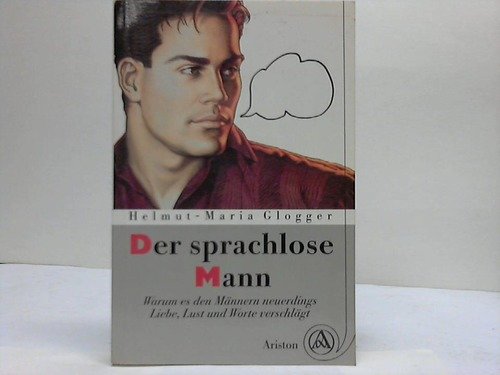 Helmut-Maria Glogger
Der sprachlose
Mann
Warum es den Männern neuerdings
Liebe, Lust und Worte verschlägt
Ariston